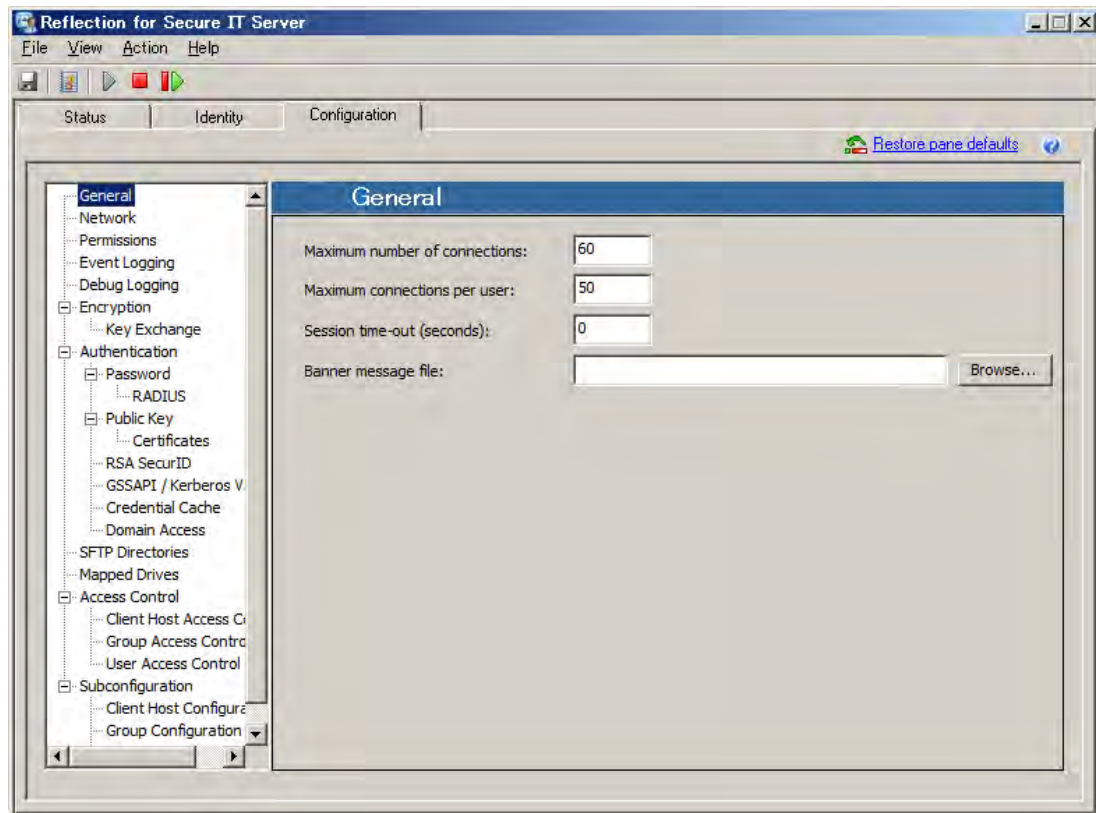 Reflection for Secure IT Server
File View Action Help
Status Identity Configuration
Restore pane defaults
General
Network
Permissions
Event Logging
Debug Logging
Encryption
Key Exchange
Authentication
Password
RADIUS
Public Key
Certificates
RSA SecurID
GSSAPI / Kerberos V
Credential Cache
Domain Access
SFTP Directories
Mapped Drives
Access Control
Client Host Access C
Group Access Contro
User Access Control
Subconfiguration
Client Host Configura
Group Configuration
General
Maximum number of connections: 60
Maximum connections per user: 50
Session time-out (seconds): 0
Banner message file: Browse...